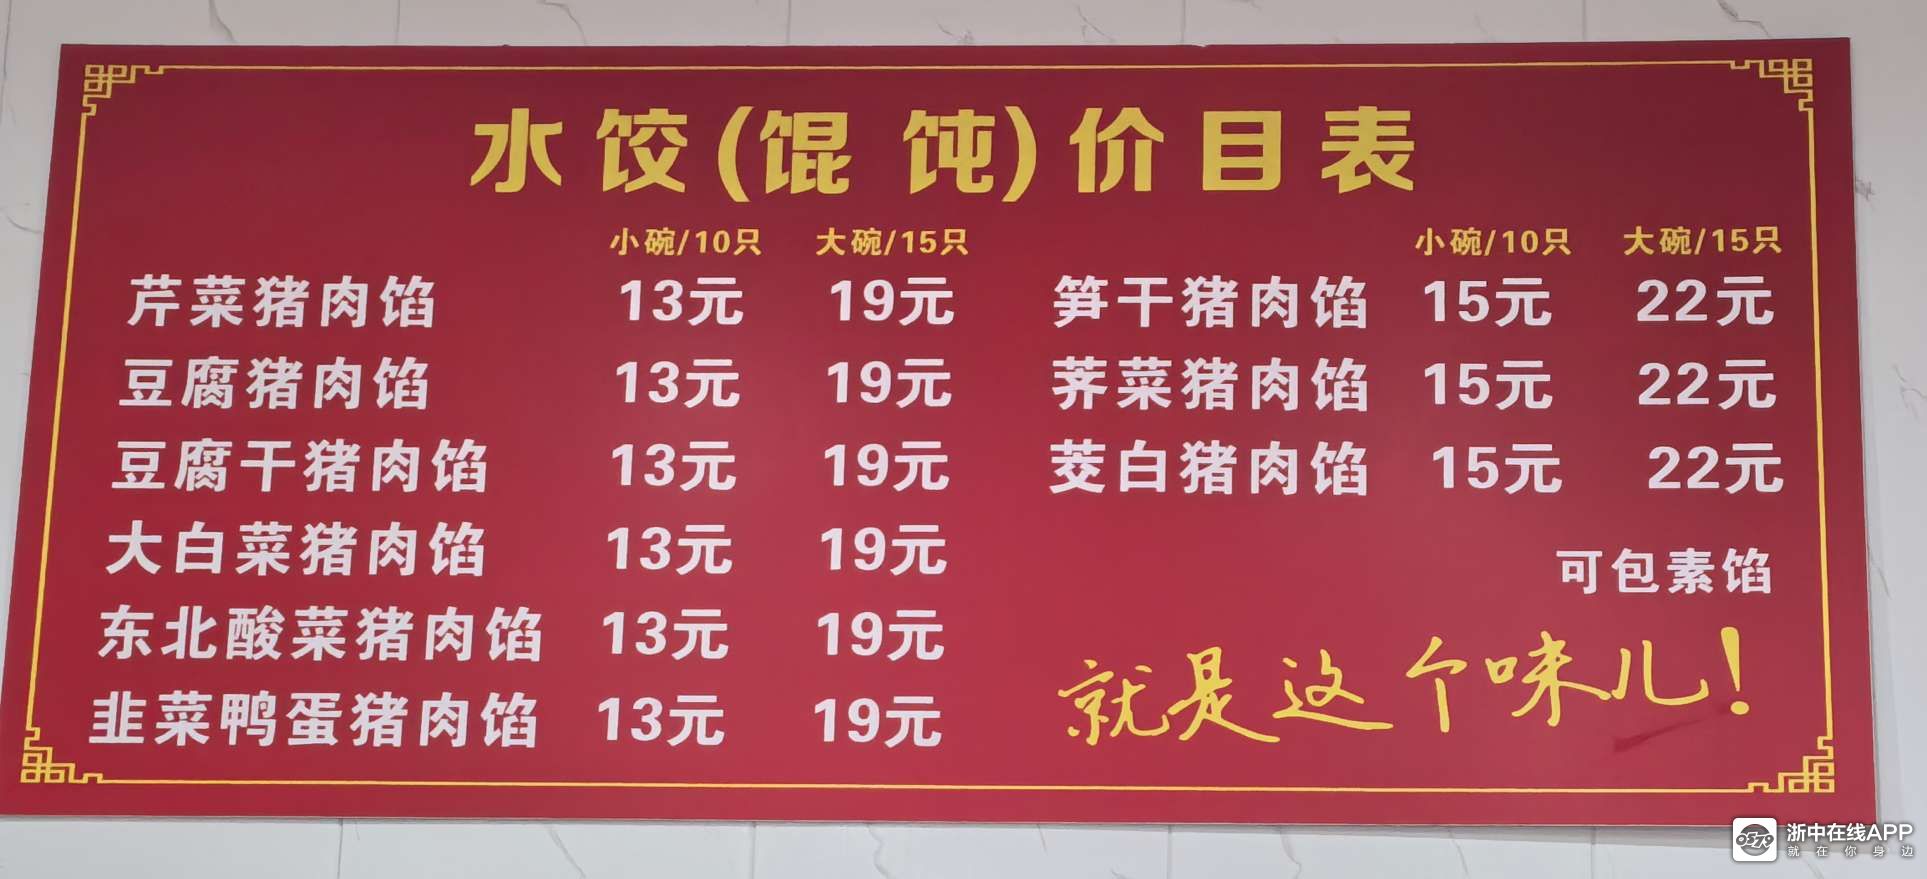 水饺(馄饨)价目表
小碗/10只 大碗/15只 小碗/10只 大碗/15只
芹菜猪肉馅 13元 19元 笋干猪肉馅 15元 22元
豆腐猪肉馅 13元 19元 荠菜猪肉馅 15元 22元
豆腐干猪肉馅 13元 19元 茭白猪肉馅 15元 22元
大白菜猪肉馅 13元 19元
可包素馅
东北酸菜猪肉馅 13元 19元
韭菜鸭蛋猪肉馅 13元 19元
就是这个味儿!
浙中在线APP
就在你身边